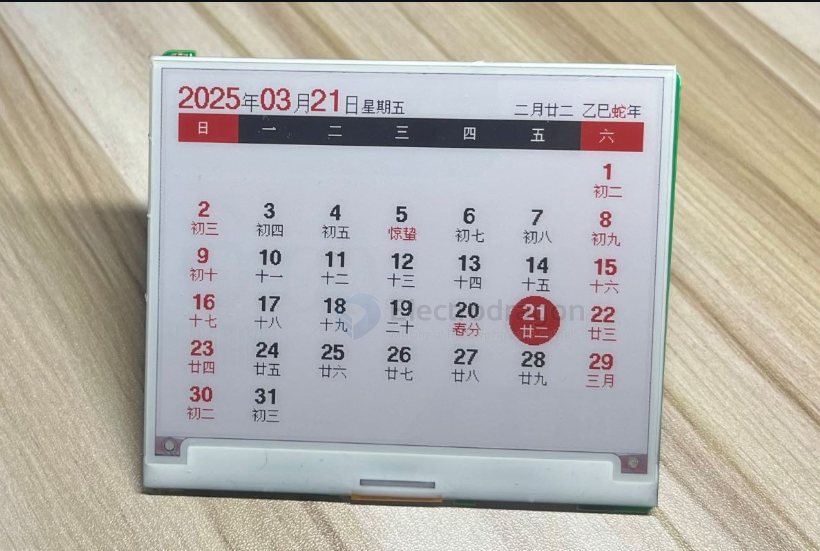 2025年03月21日星期五 二月廿二 乙巳蛇年
日 一 二 三 四 五 六
1
初二
2 3 4 5 6 7 8
初三 初四 初五 惊蛰 初七 初八 初九
9 10 11 12 13 14 15
初十 十一 十二 十三 十四 十五 十六
16 17 18 19 20 21 22
十七 十八 十九 二十 春分 廿二 廿三
23 24 25 26 27 28 29
廿四 廿五 廿六 廿七 廿八 廿九 三月
30 31
初二 初三
Electrodragon